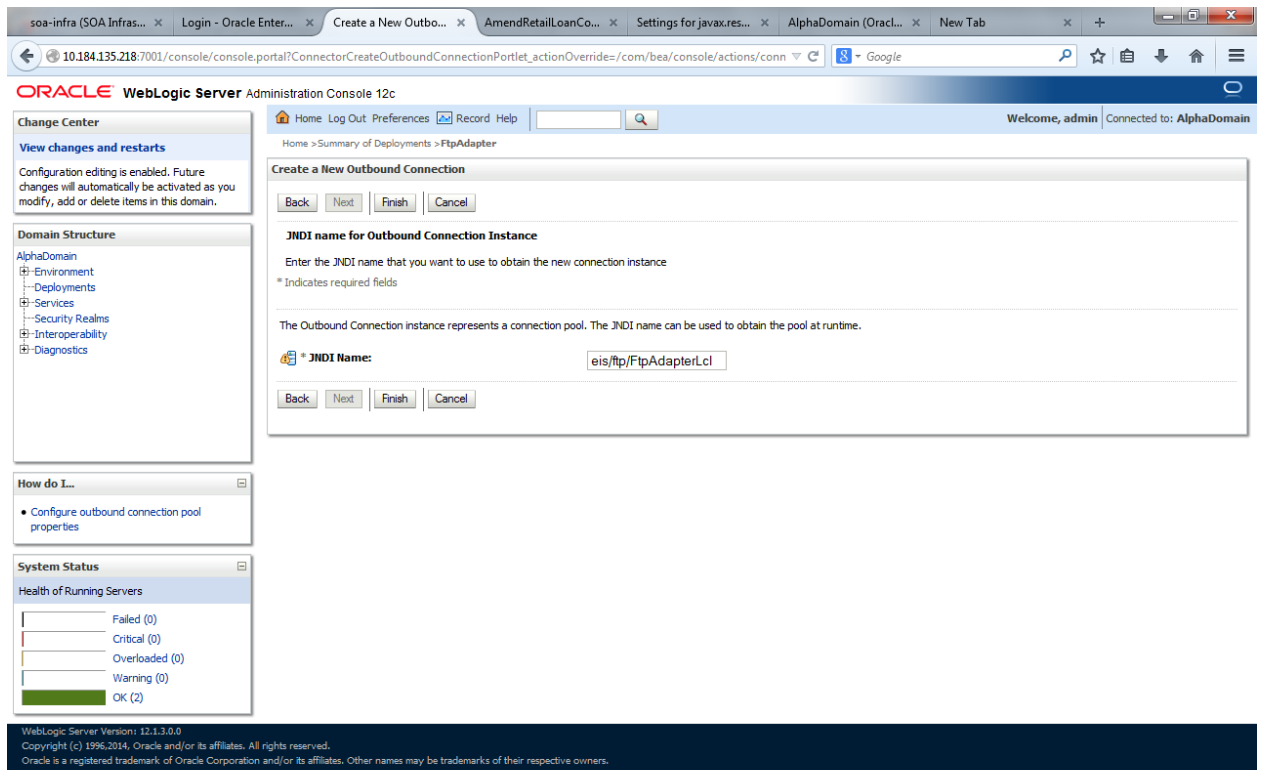 soa-infra (SOA Infras...
Login - Oracle Enter...
Create a New Outbo...
AmendRetailLoanCo...
Settings for javax.res...
AlphaDomain (Oracl...
New Tab
10.184.135.218:7001/console/console.portal?ConnectorCreateOutboundConnectionPortlet_actionOverride=/com/bea/console/actions/conn
8 Google
ORACLE WebLogic Server Administration Console 12c
Change Center
View changes and restarts
Configuration editing is enabled. Future
changes will automatically be activated as you
modify, add or delete items in this domain.
Domain Structure
AlphaDomain
Environment
Deployments
Services
Security Realms
Interoperability
Diagnostics
How do I...
Configure outbound connection pool
properties
System Status
Health of Running Servers
Failed (0)
Critical (0)
Overloaded (0)
Warning (0)
OK (2)
Home Log Out Preferences Record Help
Welcome, admin Connected to: AlphaDomain
Home >Summary of Deployments >FtpAdapter
Create a New Outbound Connection
Back Next Finish Cancel
JNDI name for Outbound Connection Instance
Enter the JNDI name that you want to use to obtain the new connection instance
* Indicates required fields
The Outbound Connection instance represents a connection pool. The JNDI name can be used to obtain the pool at runtime.
* JNDI Name: eis/ftp/FtpAdapterLcl
Back Next Finish Cancel
WebLogic Server Version: 12.1.3.0.0
Copyright (c) 1996,2014, Oracle and/or its affiliates. All rights reserved.
Oracle is a registered trademark of Oracle Corporation and/or its affiliates. Other names may be trademarks of their respective owners.